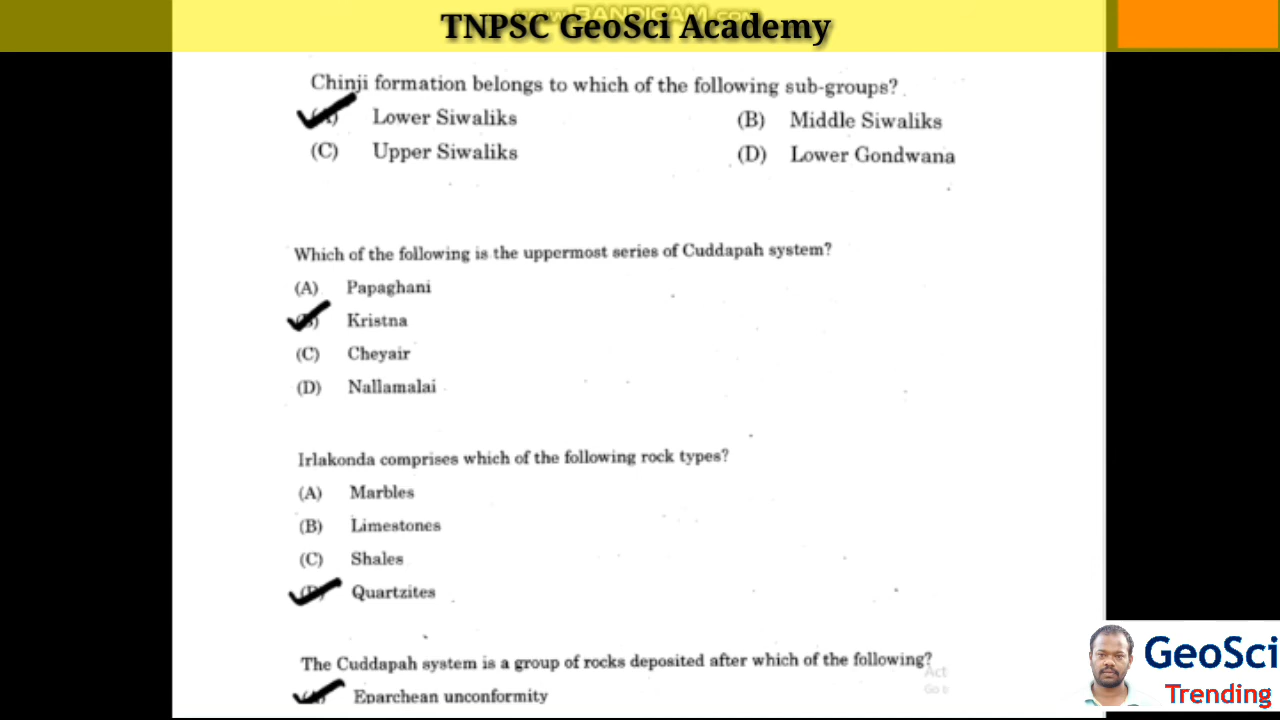 TNPSC GeoSci Academy
Chinji formation belongs to which of the following sub-groups?
Lower Siwaliks (B) Middle Siwaliks
(C) Upper Siwaliks (D) Lower Gondwana
Which of the following is the uppermost series of Cuddapah system?
(A) Papaghani
Kristna
(C) Cheyair
(D) Nallamalai
Irlakonda comprises which of the following rock types?
(A) Marbles
(B) Limestones
(C) Shales
Quartzites
The Cuddapah system is a group of rocks deposited after which of the following?
Act
Go t
Eparchean unconformity
GeoSci
Trending